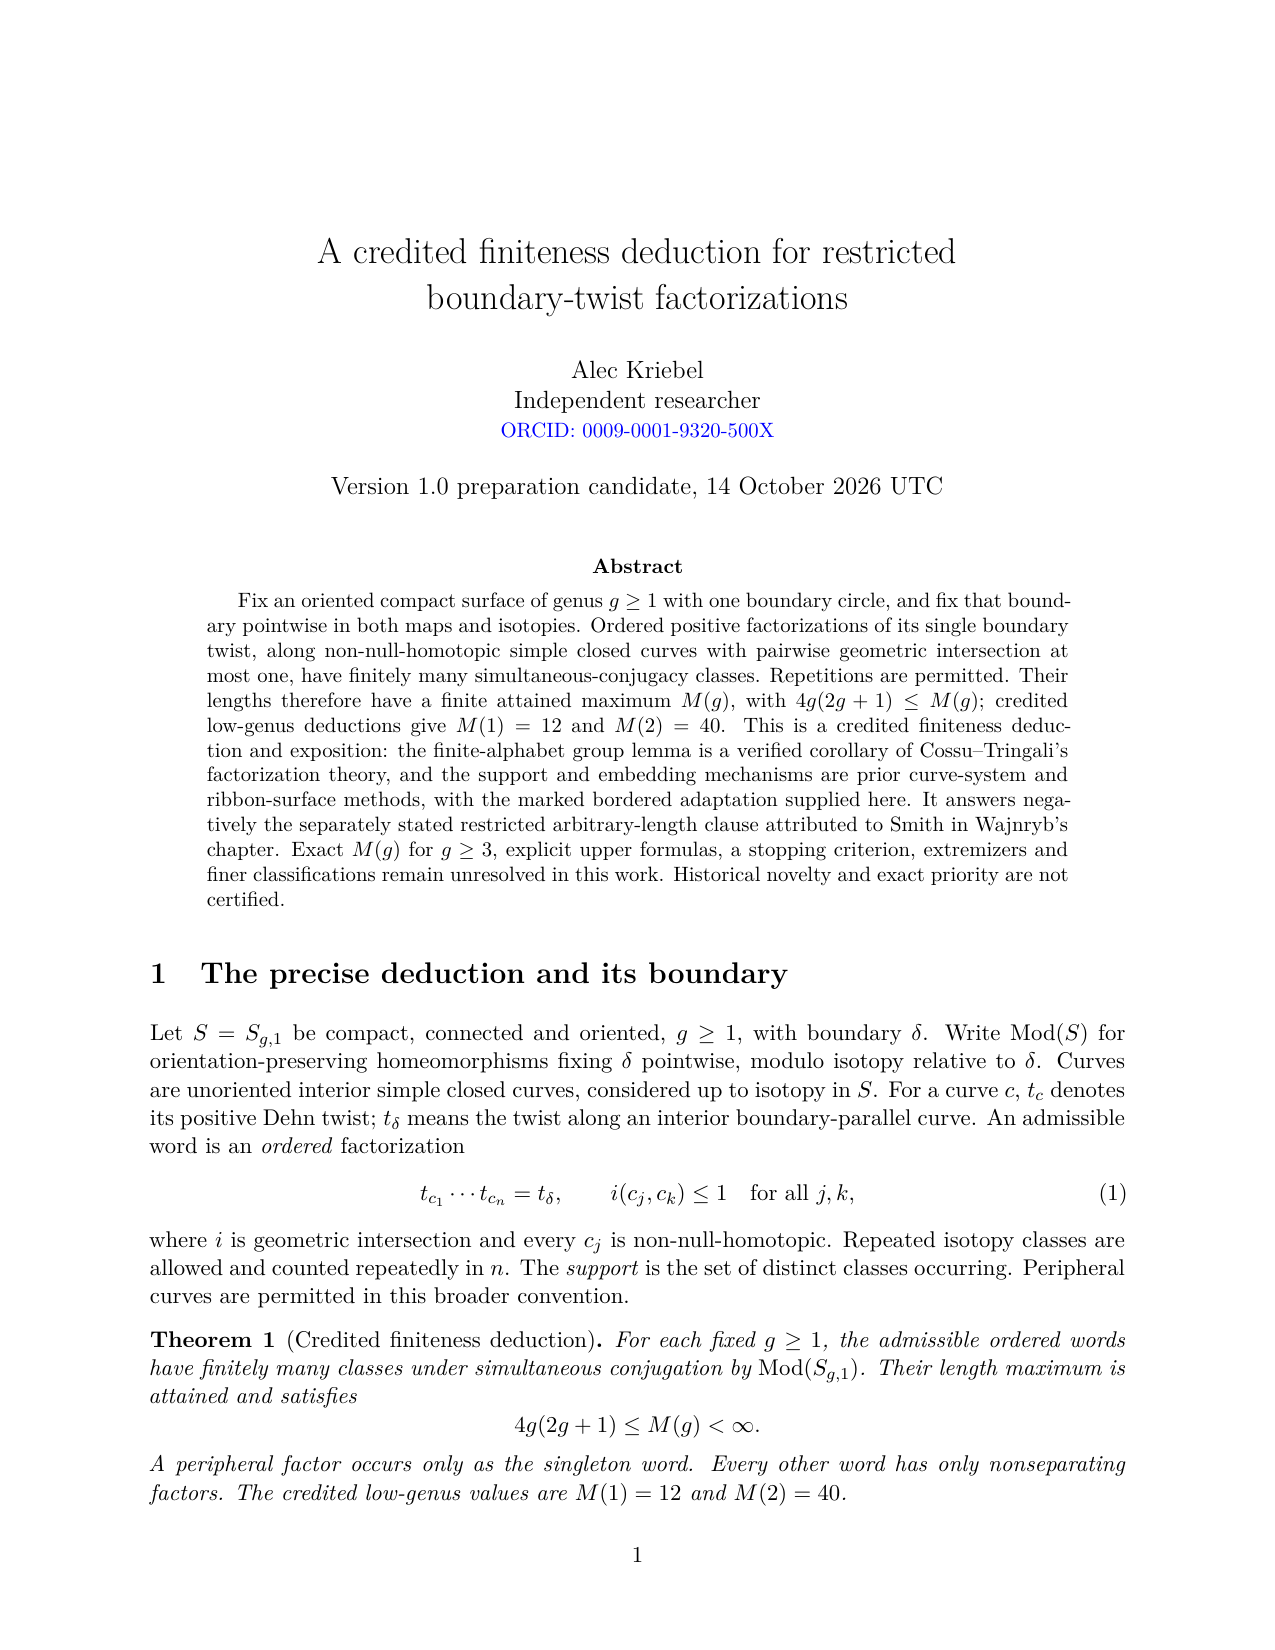 A credited finiteness deduction for restricted
boundary-twist factorizations
Alec Kriebel
Independent researcher
ORCID: 0009-0001-9320-500X
Version 1.0 preparation candidate, 14 October 2026 UTC
Abstract
Fix an oriented compact surface of genus g ≥ 1 with one boundary circle, and fix that bound-
ary pointwise in both maps and isotopies. Ordered positive factorizations of its single boundary
twist, along non-null-homotopic simple closed curves with pairwise geometric intersection at
most one, have finitely many simultaneous-conjugacy classes. Repetitions are permitted. Their
lengths therefore have a finite attained maximum M(g), with 4g(2g + 1) ≤ M(g); credited
low-genus deductions give M(1) = 12 and M(2) = 40. This is a credited finiteness deduc-
tion and exposition: the finite-alphabet group lemma is a verified corollary of Cossu–Tringali's
factorization theory, and the support and embedding mechanisms are prior curve-system and
ribbon-surface methods, with the marked bordered adaptation supplied here. It answers nega-
tively the separately stated restricted arbitrary-length clause attributed to Smith in Wajnryb's
chapter. Exact M(g) for g ≥ 3, explicit upper formulas, a stopping criterion, extremizers and
finer classifications remain unresolved in this work. Historical novelty and exact priority are not
certified.
1 The precise deduction and its boundary
Let S = S_{g,1} be compact, connected and oriented, g ≥ 1, with boundary δ. Write Mod(S) for
orientation-preserving homeomorphisms fixing δ pointwise, modulo isotopy relative to δ. Curves
are unoriented interior simple closed curves, considered up to isotopy in S. For a curve c, t_c denotes
its positive Dehn twist; t_δ means the twist along an interior boundary-parallel curve. An admissible
word is an ordered factorization
t_{c_1} ⋯ t_{c_n} = t_δ, i(c_j, c_k) ≤ 1 for all j, k, (1)
where i is geometric intersection and every c_j is non-null-homotopic. Repeated isotopy classes are
allowed and counted repeatedly in n. The support is the set of distinct classes occurring. Peripheral
curves are permitted in this broader convention.
Theorem 1 (Credited finiteness deduction). For each fixed g ≥ 1, the admissible ordered words
have finitely many classes under simultaneous conjugation by Mod(S_{g,1}). Their length maximum is
attained and satisfies
4g(2g + 1) ≤ M(g) < ∞.
A peripheral factor occurs only as the singleton word. Every other word has only nonseparating
factors. The credited low-genus values are M(1) = 12 and M(2) = 40.
1